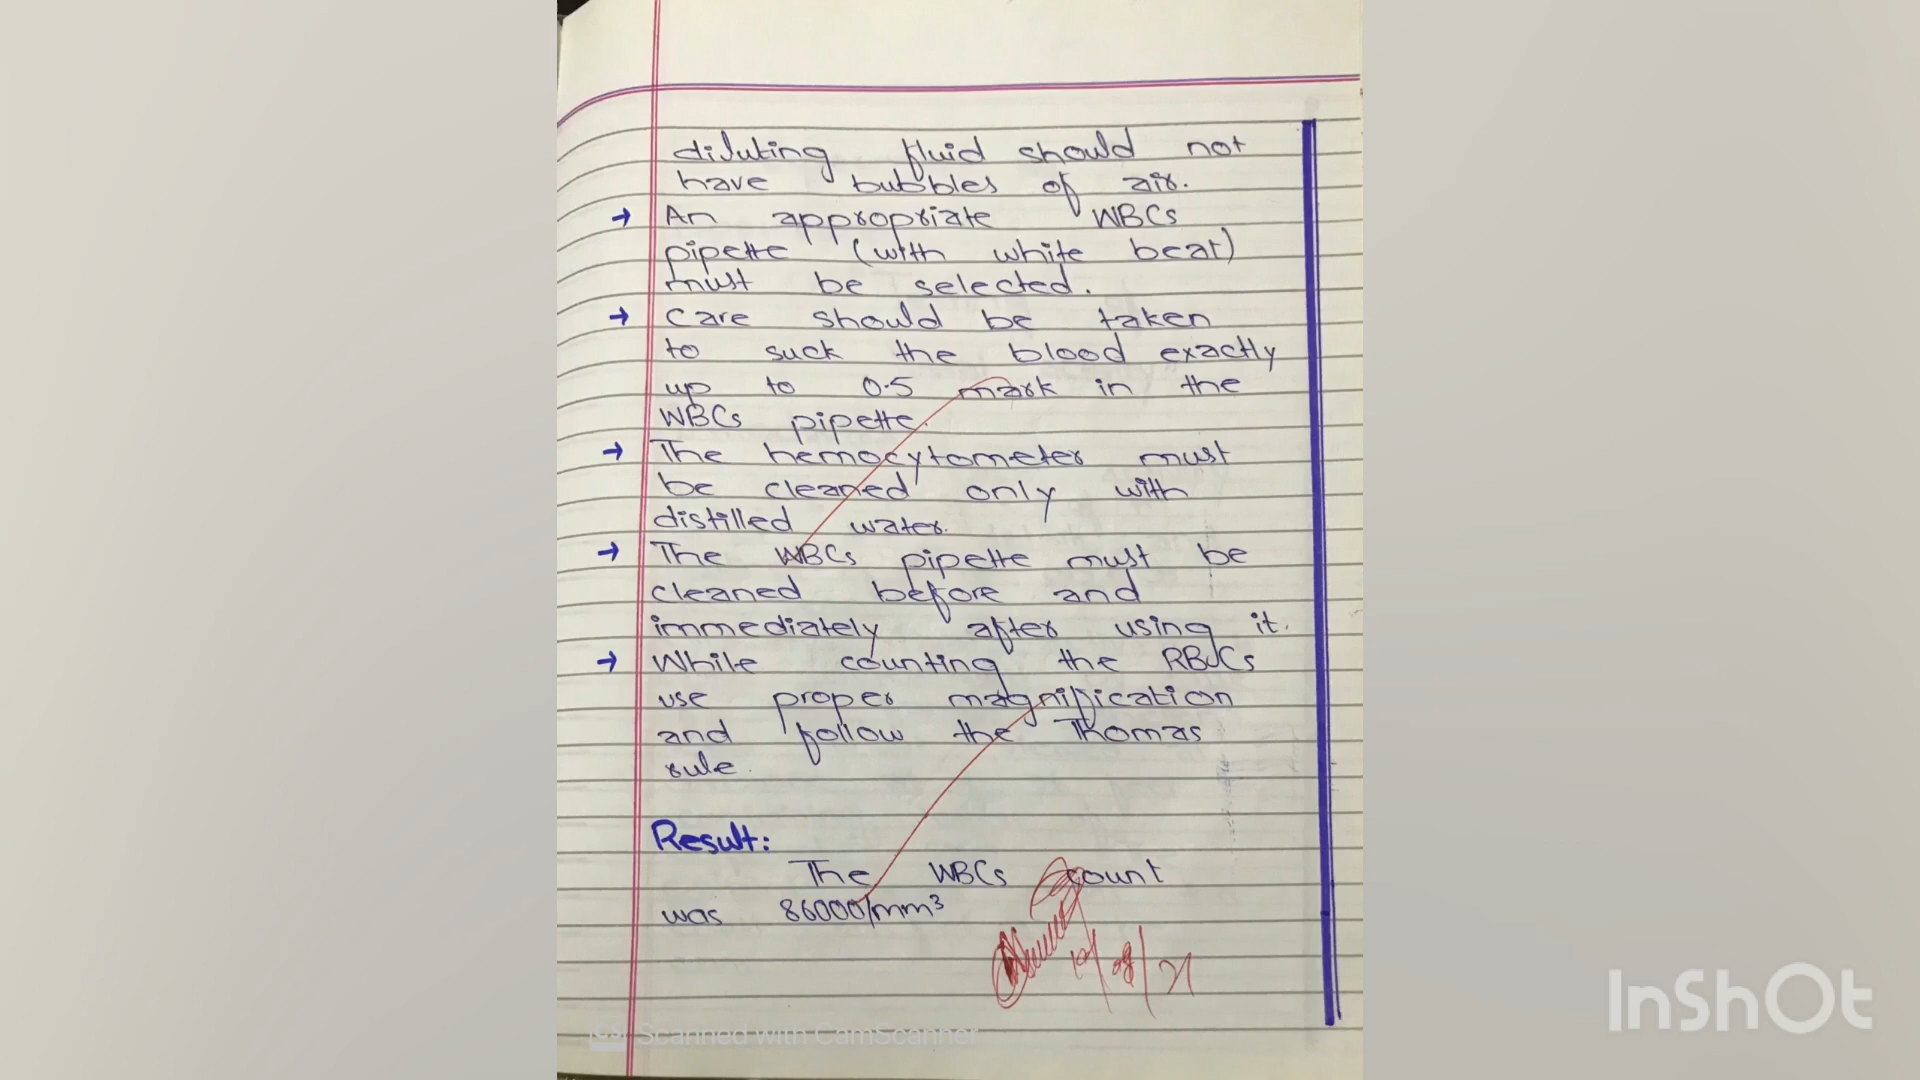 diluting fluid should not
have bubbles of air.
→ An appropriate WBCs
pipette (with white beat)
must be selected.
→ Care should be taken
to suck the blood exactly
up to 0.5 mark in the
WBCs pipette.
→ The hemocytometer must
be cleaned only with
distilled water.
→ The WBCs pipette must be
cleaned before and
immediately after using it.
→ While counting the RBCs
use proper magnification
and follow the Thomas
rule.
Result:
The WBCs count
was 86000/mm³
Scanned with CamScanner
InShOt